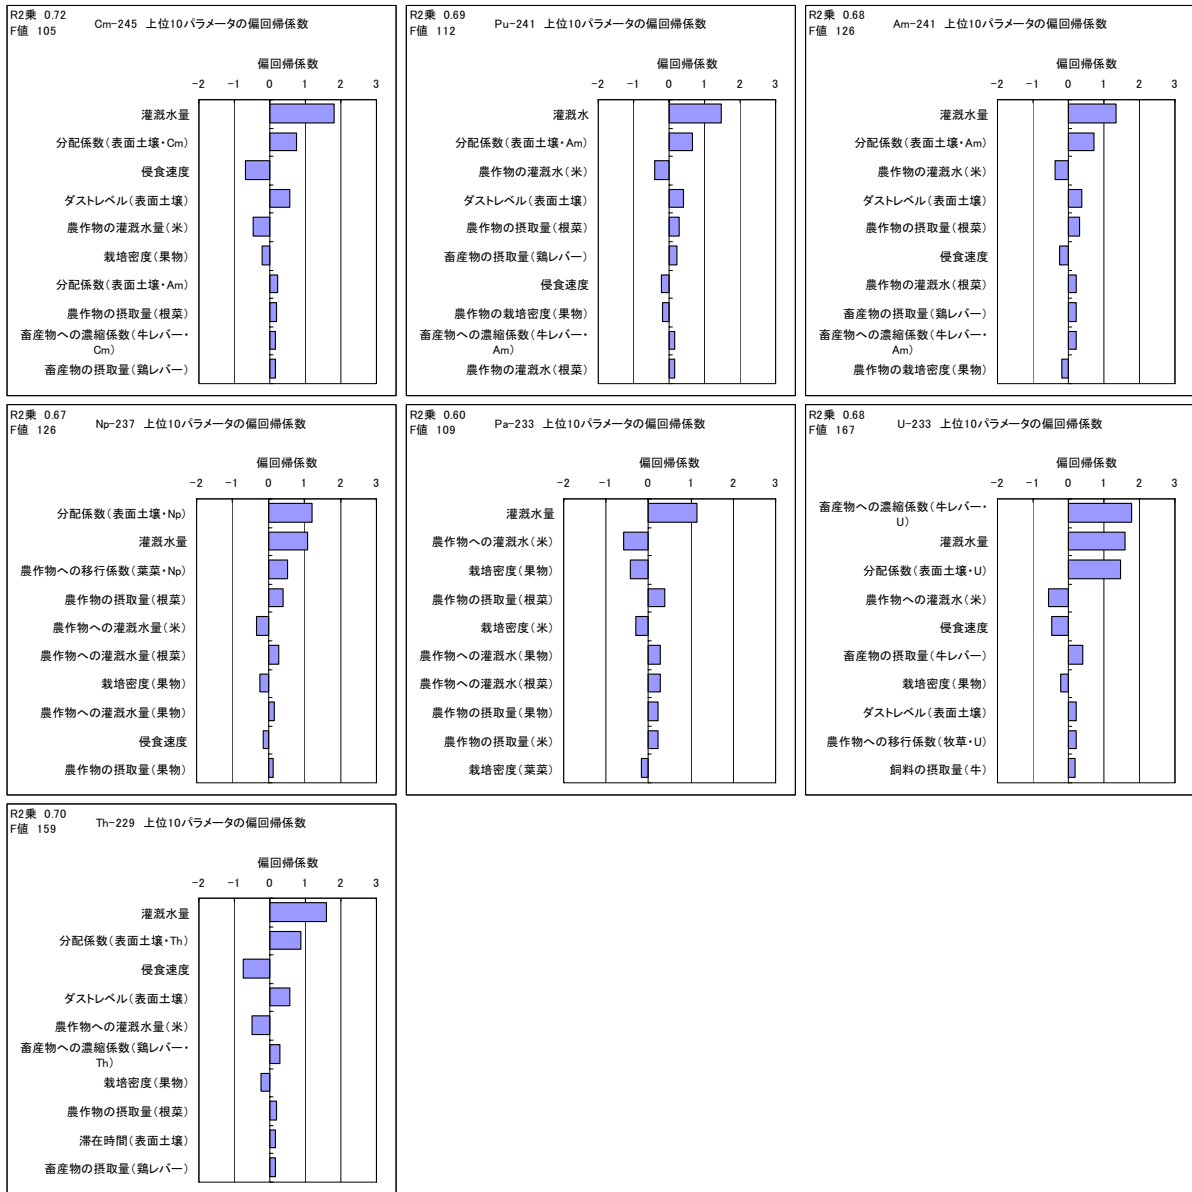 R2乗 0.72
F値 105
Cm-245 上位10パラメータの偏回帰係数
偏回帰係数
-2 -1 0 1 2 3
灌漑水量
分配係数(表面土壌・Cm)
侵食速度
ダストレベル(表面土壌)
農作物の灌漑水量(米)
栽培密度(果物)
分配係数(表面土壌・Am)
農作物の摂取量(根菜)
畜産物への濃縮係数(牛レバー・
Cm)
畜産物の摂取量(鶏レバー)
R2乗 0.69
F値 112
Pu-241 上位10パラメータの偏回帰係数
偏回帰係数
-2 -1 0 1 2 3
灌漑水
分配係数(表面土壌・Am)
農作物の灌漑水(米)
ダストレベル(表面土壌)
農作物の摂取量(根菜)
畜産物の摂取量(鶏レバー)
侵食速度
農作物の栽培密度(果物)
畜産物への濃縮係数(牛レバー・
Am)
農作物の灌漑水(根菜)
R2乗 0.68
F値 126
Am-241 上位10パラメータの偏回帰係数
偏回帰係数
-2 -1 0 1 2 3
灌漑水量
分配係数(表面土壌・Am)
農作物の灌漑水(米)
ダストレベル(表面土壌)
農作物の摂取量(根菜)
侵食速度
農作物の灌漑水(根菜)
畜産物の摂取量(鶏レバー)
畜産物への濃縮係数(牛レバー・
Am)
農作物の栽培密度(果物)
R2乗 0.67
F値 126
Np-237 上位10パラメータの偏回帰係数
偏回帰係数
-2 -1 0 1 2 3
分配係数(表面土壌・Np)
灌漑水量
農作物への移行係数(葉菜・Np)
農作物の摂取量(根菜)
農作物への灌漑水量(米)
農作物への灌漑水量(根菜)
栽培密度(果物)
農作物への灌漑水量(果物)
侵食速度
農作物の摂取量(果物)
R2乗 0.60
F値 109
Pa-233 上位10パラメータの偏回帰係数
偏回帰係数
-2 -1 0 1 2 3
灌漑水量
農作物への灌漑水(米)
栽培密度(果物)
農作物の摂取量(根菜)
栽培密度(米)
農作物への灌漑水(果物)
農作物への灌漑水(根菜)
農作物の摂取量(果物)
農作物の摂取量(米)
栽培密度(葉菜)
R2乗 0.68
F値 167
U-233 上位10パラメータの偏回帰係数
偏回帰係数
-2 -1 0 1 2 3
畜産物への濃縮係数(牛レバー・
U)
灌漑水量
分配係数(表面土壌・U)
農作物への灌漑水(米)
侵食速度
畜産物の摂取量(牛レバー)
栽培密度(果物)
ダストレベル(表面土壌)
農作物への移行係数(牧草・U)
飼料の摂取量(牛)
R2乗 0.70
F値 159
Th-229 上位10パラメータの偏回帰係数
偏回帰係数
-2 -1 0 1 2 3
灌漑水量
分配係数(表面土壌・Th)
侵食速度
ダストレベル(表面土壌)
農作物への灌漑水量(米)
畜産物への濃縮係数(鶏レバー・
Th)
栽培密度(果物)
農作物の摂取量(根菜)
滞在時間(表面土壌)
畜産物の摂取量(鶏レバー)